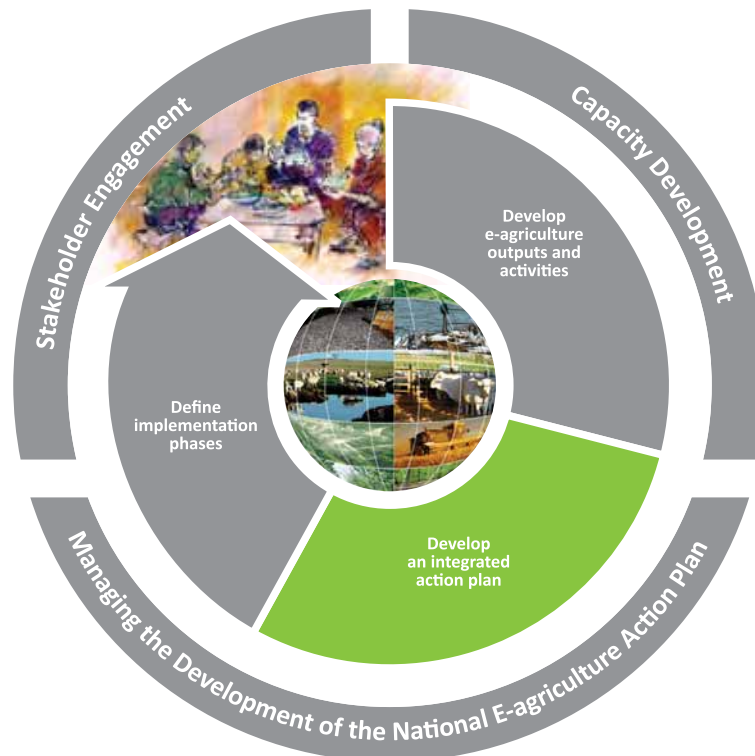 Stakeholder Engagement
Capacity Development
Develop
e-agriculture
outputs and
activities
Define
implementation
phases
Develop
an integrated
action plan
Managing the Development of the National E-agriculture Action Plan